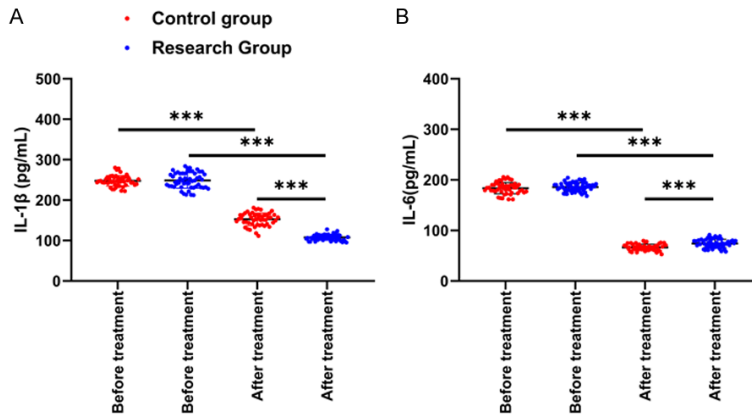 A
Control group
Research Group
B
IL-1β (pg/mL)
500
400
300
200
100
0
***
***
***
Before treatment
Before treatment
After treatment
After treatment
IL-6(pg/mL)
400
300
200
100
0
***
***
***
Before treatment
Before treatment
After treatment
After treatment